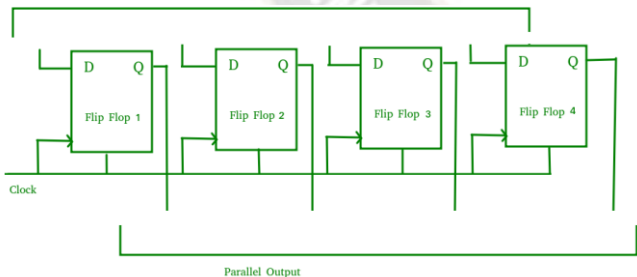 D Q D Q D Q D Q
Flip Flop 1 Flip Flop 2 Flip Flop 3 Flip Flop 4
Clock
Parallel Output